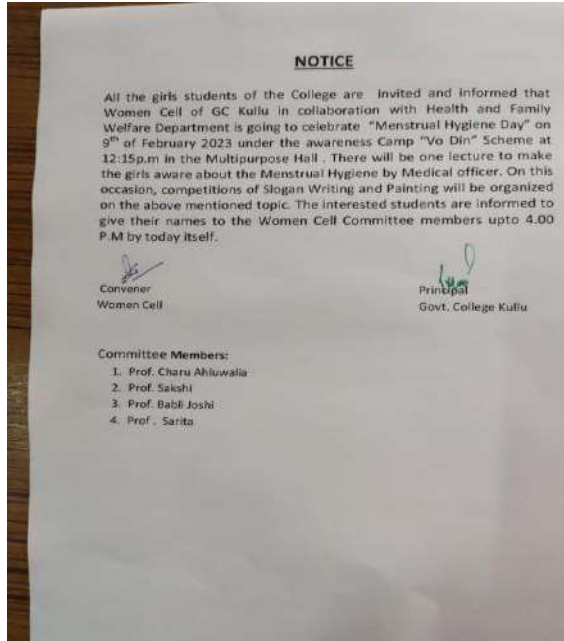 NOTICE
All the girls students of the College are Invited and informed that
Women Cell of GC Kullu in collaboration with Health and Family
Welfare Department is going to celebrate "Menstrual Hygiene Day" on
9th of February 2023 under the awareness Camp "Vo Din" Scheme at
12:15p.m in the Multipurpose Hall . There will be one lecture to make
the girls aware about the Menstrual Hygiene by Medical officer. On this
occasion, competitions of Slogan Writing and Painting will be organized
on the above mentioned topic. The interested students are informed to
give their names to the Women Cell Committee members upto 4.00
P.M by today itself.
Convener
Women Cell
Principal
Govt. College Kullu
Committee Members:
1. Prof. Charu Ahluwalia
2. Prof. Sakshi
3. Prof. Babli Joshi
4. Prof . Sarita